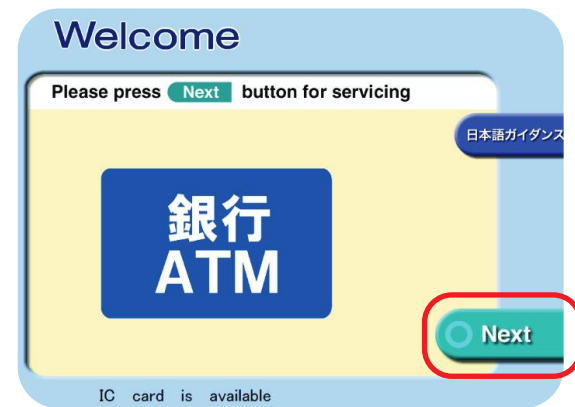 Welcome
Please press Next button for servicing
日本語ガイダンス
銀行
ATM
Next
IC card is available